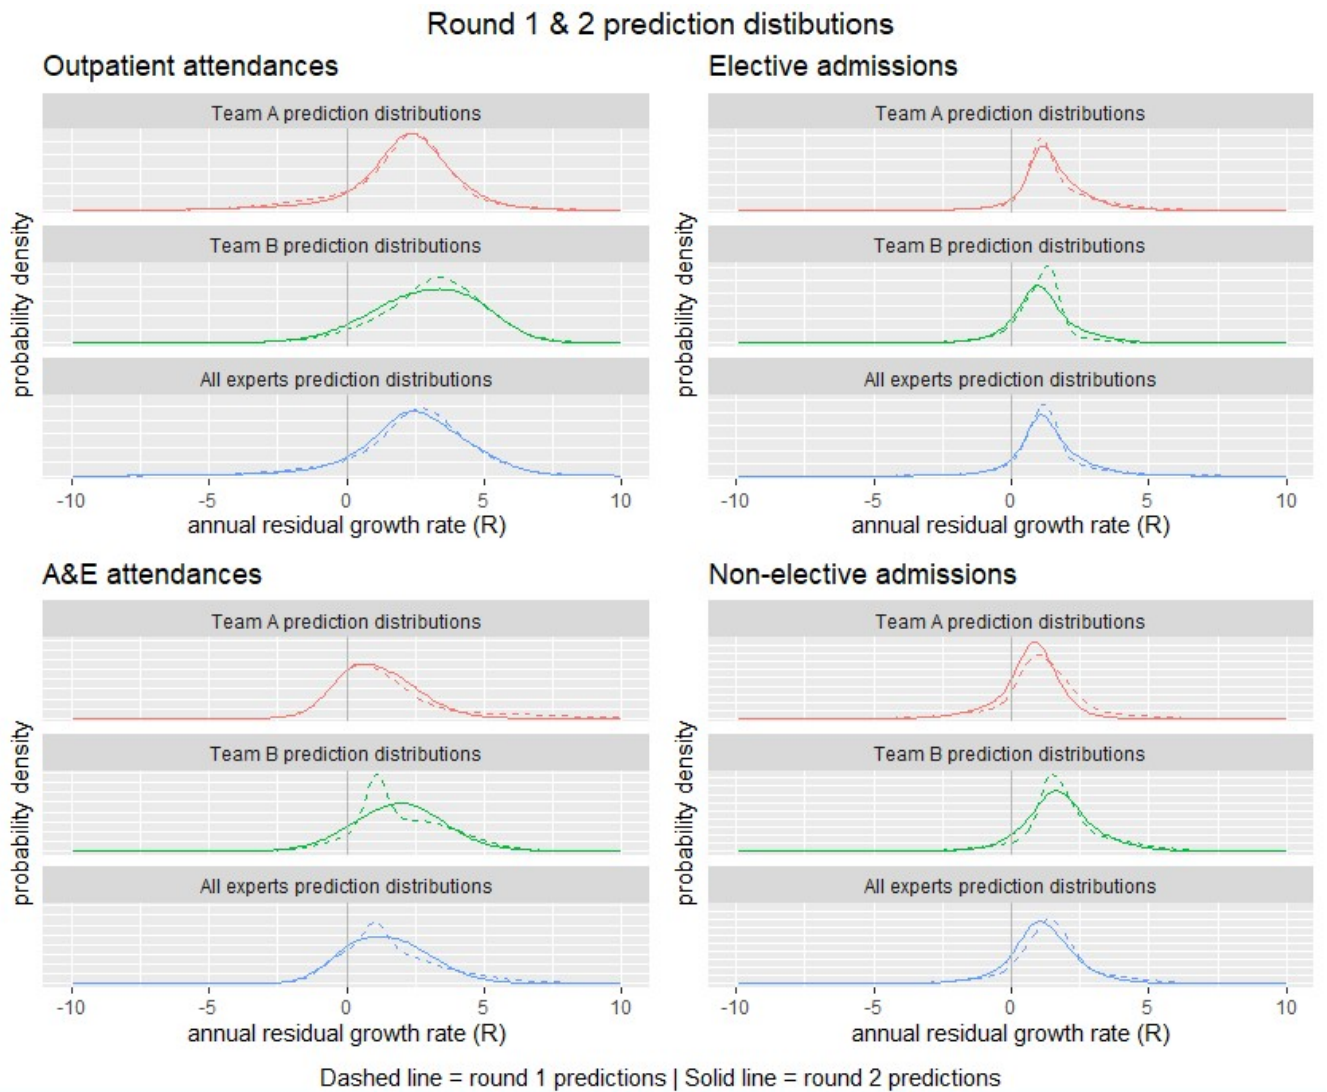 Round 1 & 2 prediction distibutions
Outpatient attendances
Team A prediction distributions
Team B prediction distributions
All experts prediction distributions
probability density
-10 -5 0 5 10
annual residual growth rate (R)
Elective admissions
Team A prediction distributions
Team B prediction distributions
All experts prediction distributions
probability density
-10 -5 0 5 10
annual residual growth rate (R)
A&E attendances
Team A prediction distributions
Team B prediction distributions
All experts prediction distributions
probability density
-10 -5 0 5 10
annual residual growth rate (R)
Non-elective admissions
Team A prediction distributions
Team B prediction distributions
All experts prediction distributions
probability density
-10 -5 0 5 10
annual residual growth rate (R)
Dashed line = round 1 predictions | Solid line = round 2 predictions